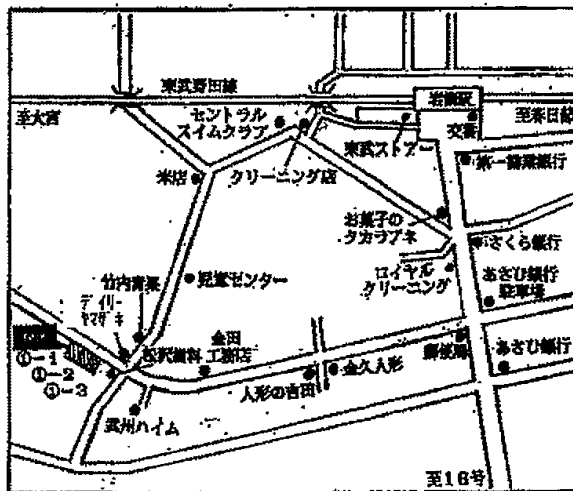 東武野田線
岩槻駅
至大宮
セントラル
スイムクラブ
交番
至春日部
東武ストアー
米店
クリーニング店
第一勧業銀行
お菓子の
タカラブネ
さくら銀行
児童センター
ロイヤル
クリーニング
あさひ銀行
駐車場
竹内青果
デイリー
ヤマザキ
①-1
①-2
①-3
松沢歯科
金田
工務店
郵便局
あさひ銀行
人形の吉田
金久人形
武州ハイム
至16号